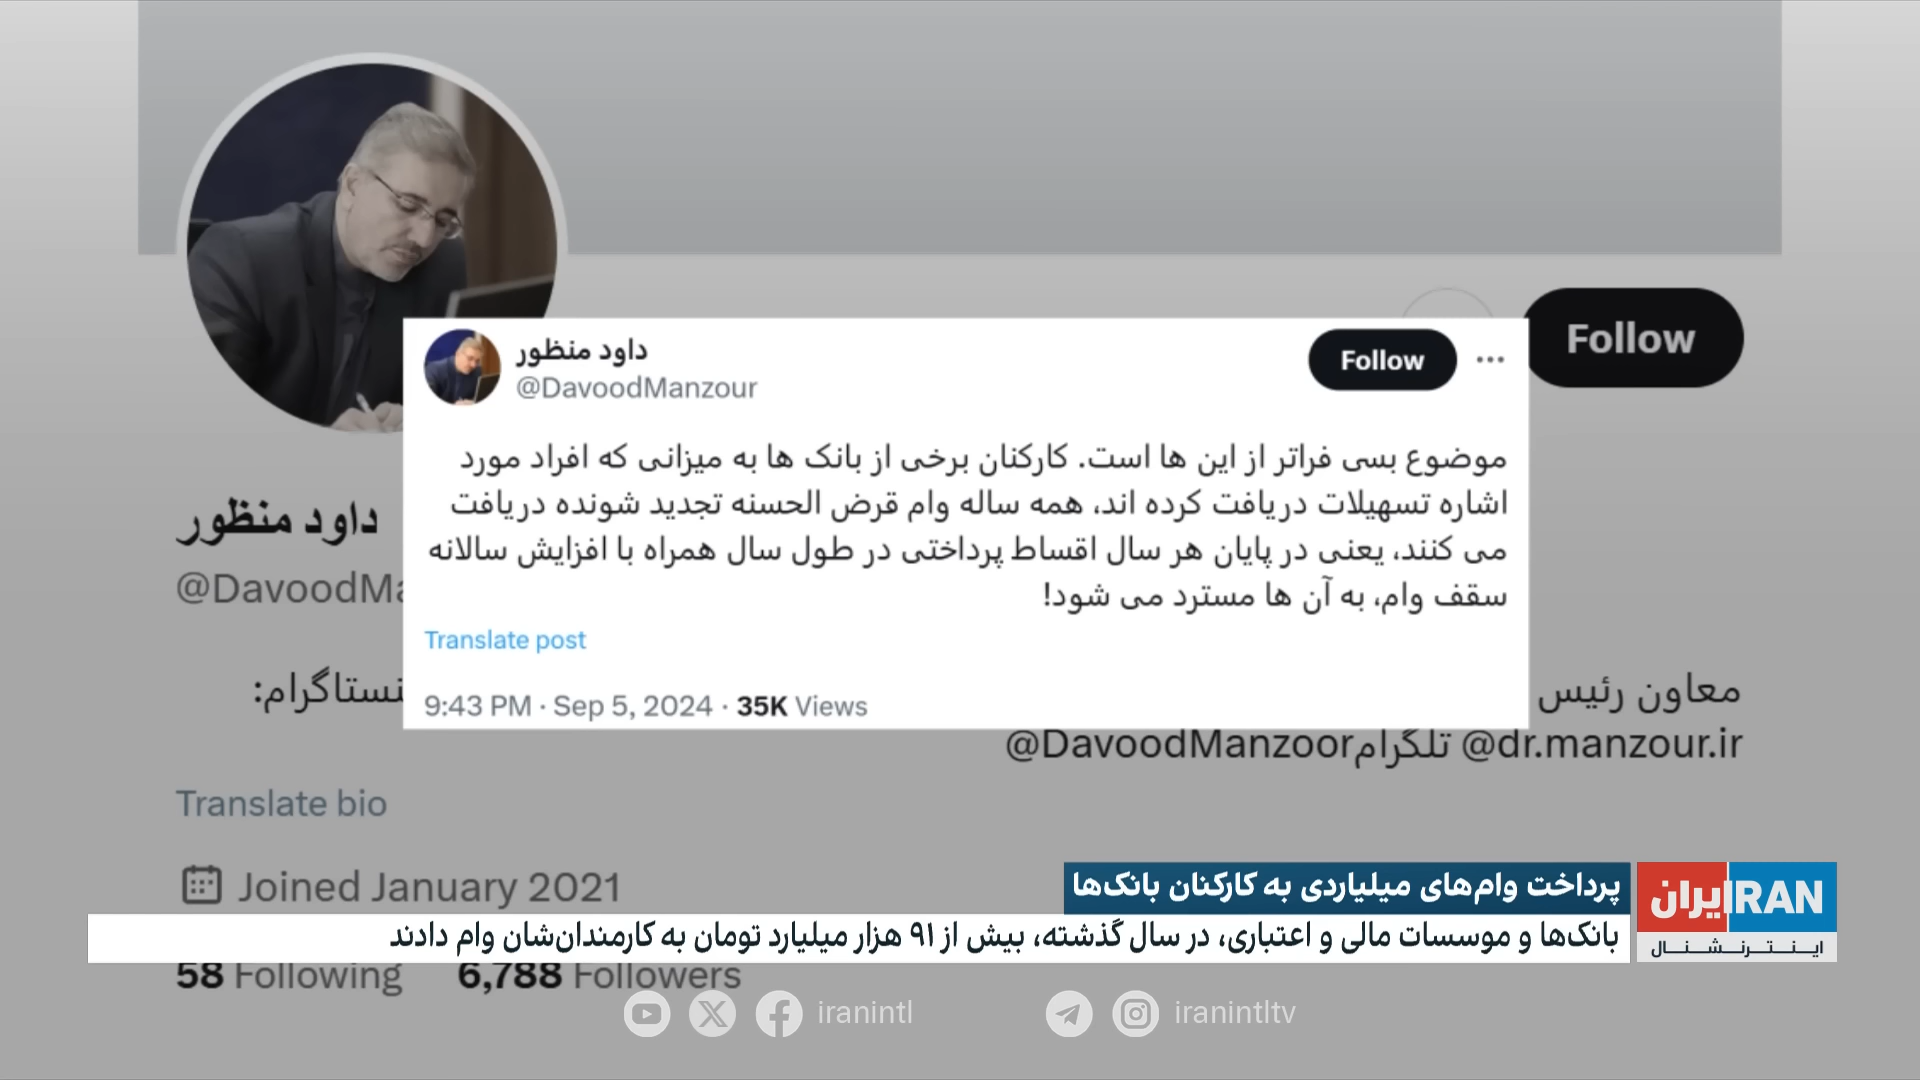 داود منظور
@DavoodManzour
Follow
موضوع بسی فراتر از این ها است. کارکنان برخی از بانک ها به میزانی که افراد مورد
اشاره تسهیلات دریافت کرده اند، همه ساله وام قرض الحسنه تجدید شونده دریافت
می کنند، یعنی در پایان هر سال اقساط پرداختی در طول سال همراه با افزایش سالانه
سقف وام، به آن ها مسترد می شود!
Translate post
9:43 PM · Sep 5, 2024 · 35K Views
Follow
داود منظور
معاون رئیس
@DavoodManzoor تلگرام @dr.manzour.ir
Translate bio
Joined January 2021
58 Following 6,788 Followers
پرداخت وام‌های میلیاردی به کارکنان بانک‌ها
بانک‌ها و موسسات مالی و اعتباری، در سال گذشته، بیش از ۹۱ هزار میلیارد تومان به کارمندان‌شان وام دادند
ایران IRAN
اینترنشنال
iranintl
iranintltv